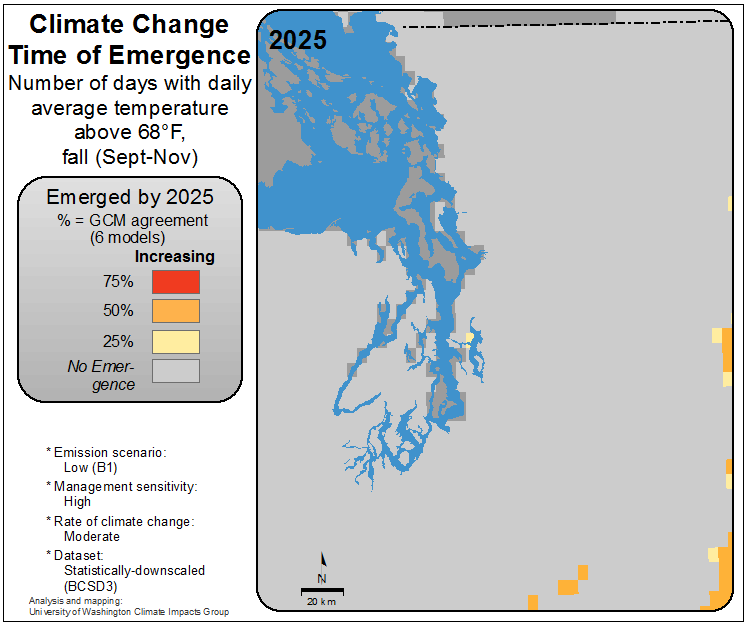 Climate Change
Time of Emergence
Number of days with daily
average temperature
above 68°F,
fall (Sept-Nov)
Emerged by 2025
% = GCM agreement
(6 models)
Increasing
75%
50%
25%
No Emer-
gence
* Emission scenario:
Low (B1)
* Management sensitivity:
High
* Rate of climate change:
Moderate
* Dataset:
Statistically-downscaled
(BCSD3)
Analysis and mapping:
University of Washington Climate Impacts Group
2025
N
20 km